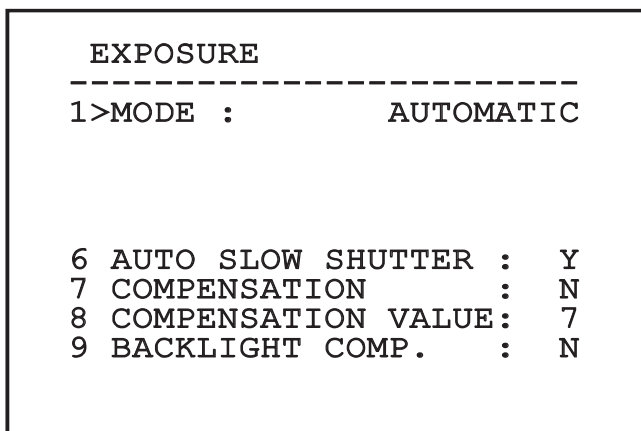 EXPOSURE
-------------------------
1>MODE : AUTOMATIC
6 AUTO SLOW SHUTTER : Y
7 COMPENSATION : N
8 COMPENSATION VALUE: 7
9 BACKLIGHT COMP. : N